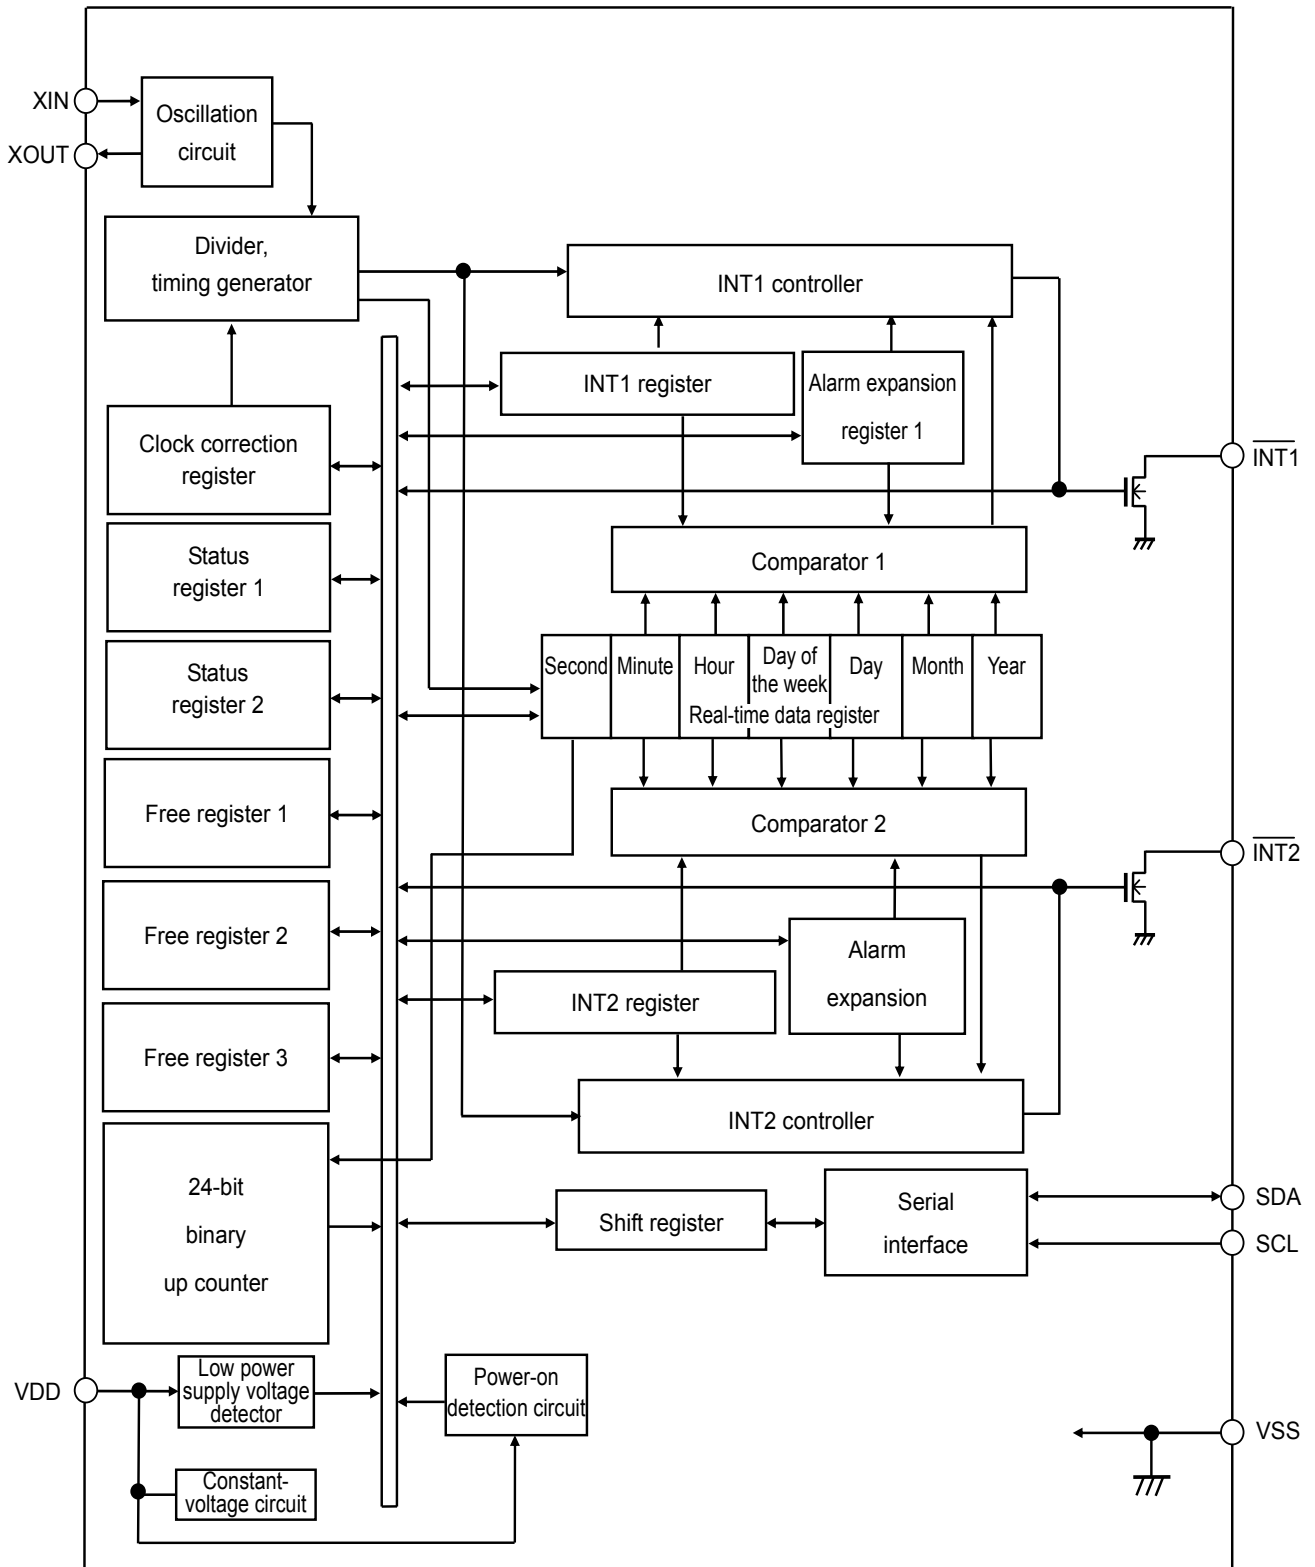 XIN
XOUT
Oscillation
circuit
Divider,
timing generator
INT1 controller
INT1 register
Alarm expansion
register 1
Clock correction
register
INT1
Status
register 1
Comparator 1
Status
register 2
Second
Minute
Hour
Day of
the week
Day
Month
Year
Real-time data register
Free register 1
Comparator 2
INT2
Free register 2
Alarm
expansion
INT2 register
Free register 3
INT2 controller
24-bit
binary
up counter
Shift register
Serial
interface
SDA
SCL
VDD
Low power
supply voltage
detector
Power-on
detection circuit
VSS
Constant-
voltage circuit